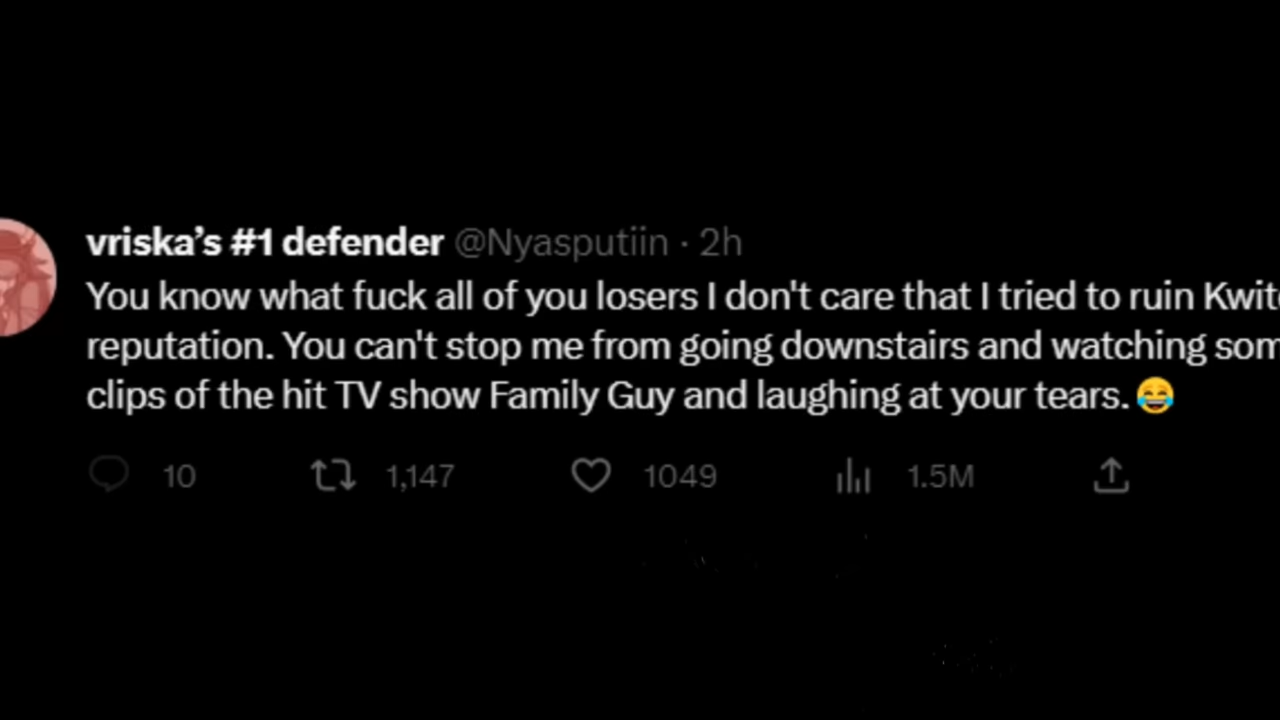 vriska's #1 defender @Nyasputiin · 2h
You know what fuck all of you losers I don't care that I tried to ruin
reputation. You can't stop me from going downstairs and watching
clips of the hit TV show Family Guy and laughing at your tears. 😂
10 1,147 1049 1.5M